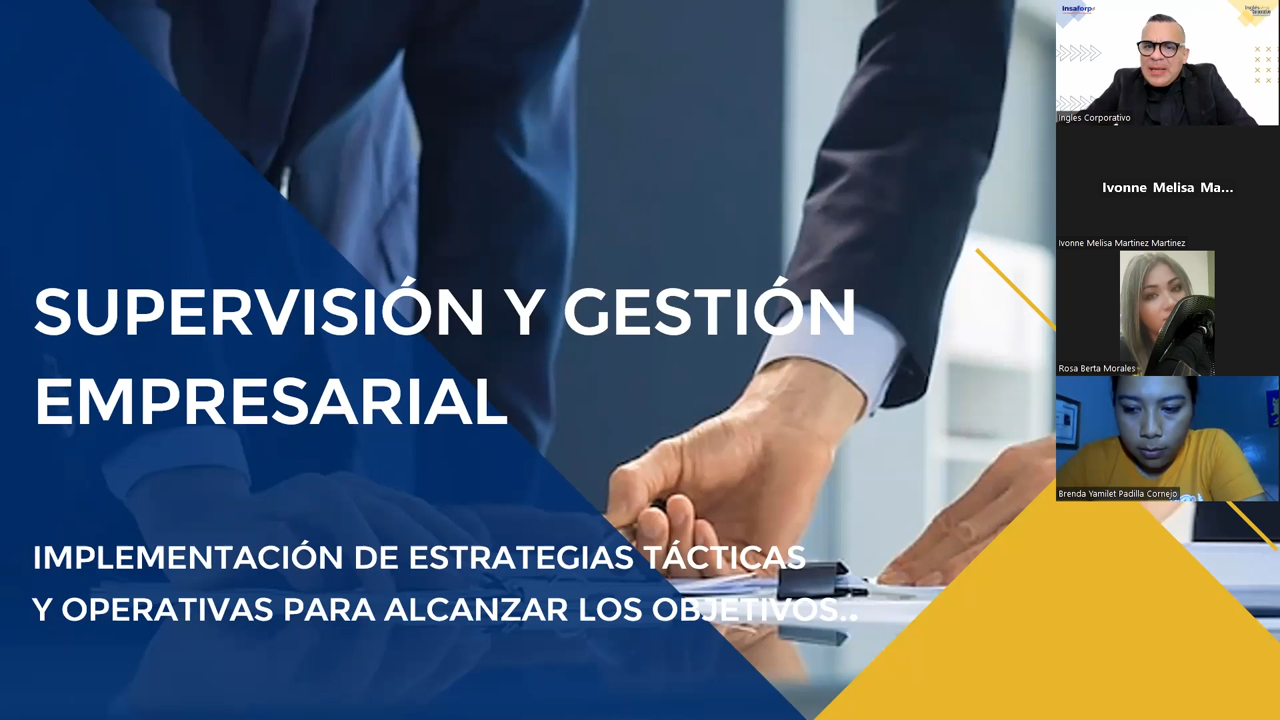 SUPERVISIÓN Y GESTIÓN
EMPRESARIAL
IMPLEMENTACIÓN DE ESTRATEGIAS TÁCTICAS
Y OPERATIVAS PARA ALCANZAR LOS OBJETIVOS..
Insaforp
Ingles Corporativo
Ivonne Melisa Ma...
Ivonne Melisa Martinez Martinez
Rosa Berta Morales
Brenda Yamilet Padilla Cornejo